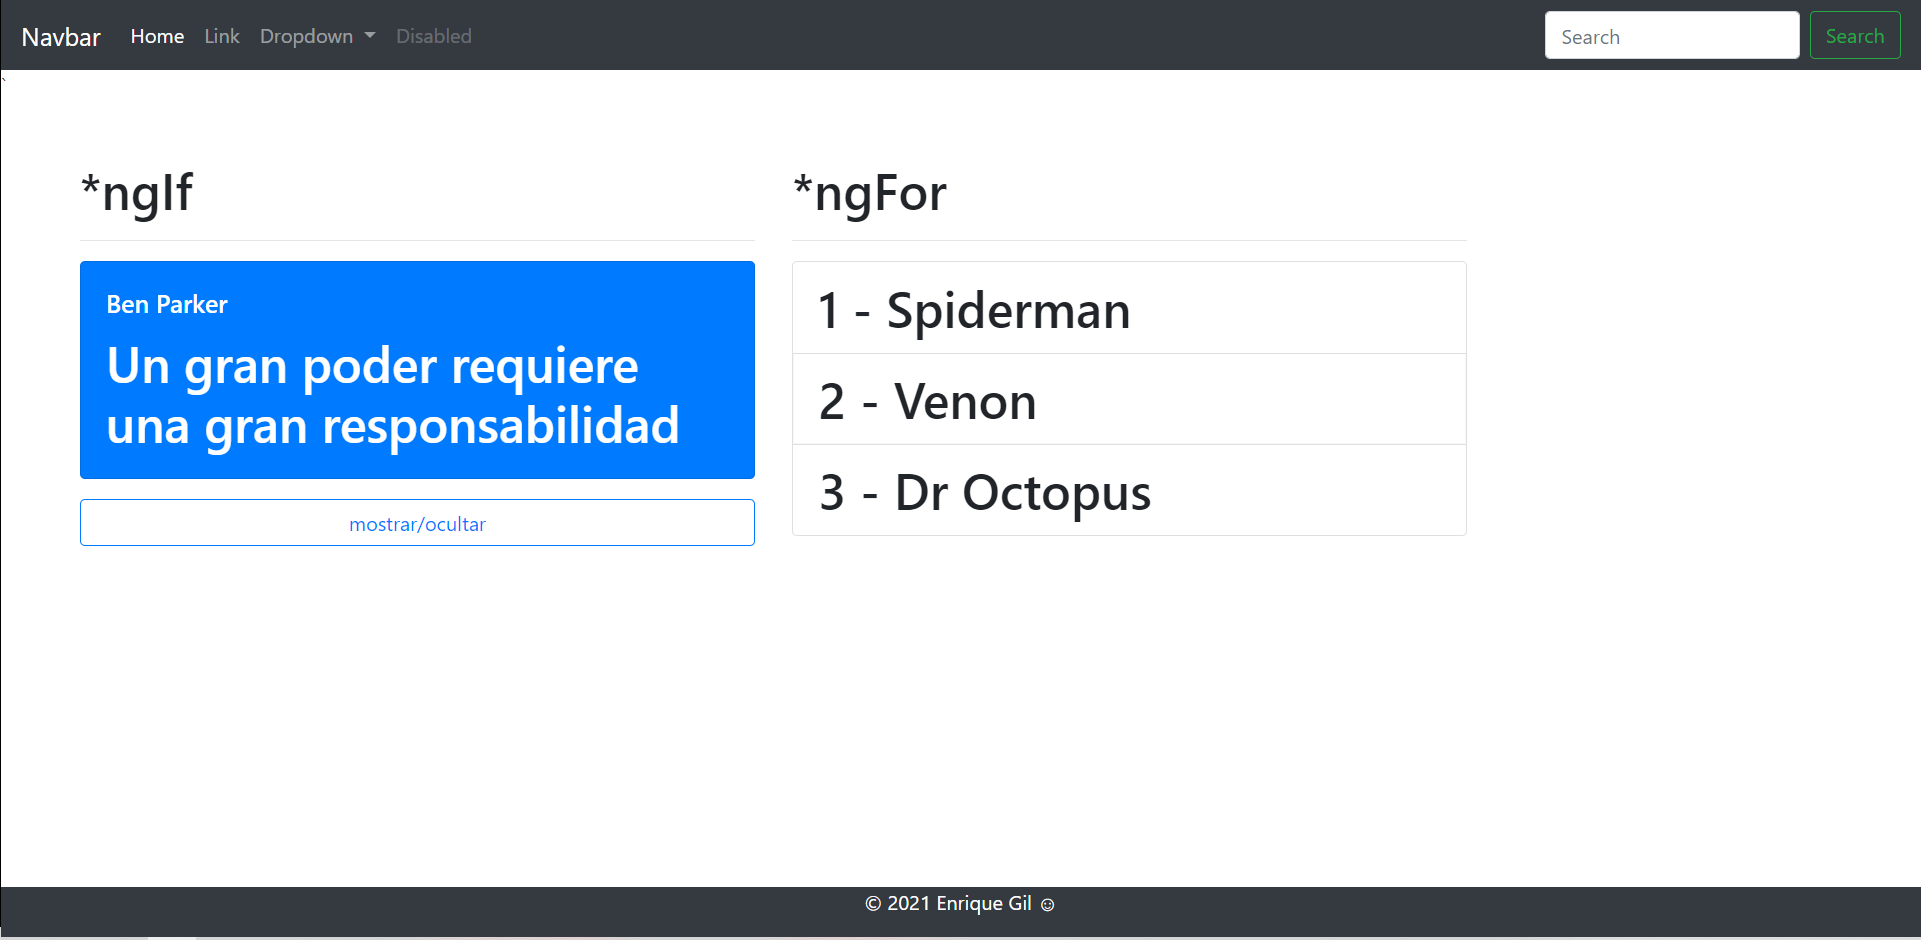 Navbar Home Link Dropdown Disabled Search Search
`
*ngIf
Ben Parker
Un gran poder requiere
una gran responsabilidad
mostrar/ocultar
*ngFor
1 - Spiderman
2 - Venon
3 - Dr Octopus
© 2021 Enrique Gil ☺